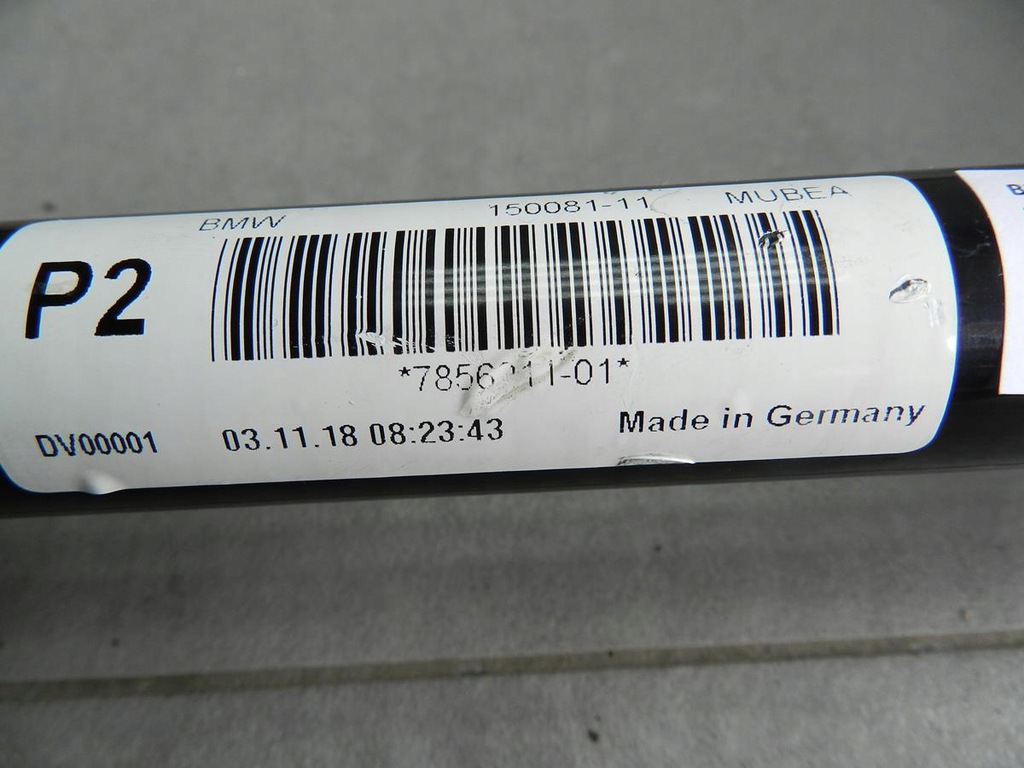 BMW 150081-11 MUBEA
P2
DV00001 03.11.18 08:23:43 Made in Germany